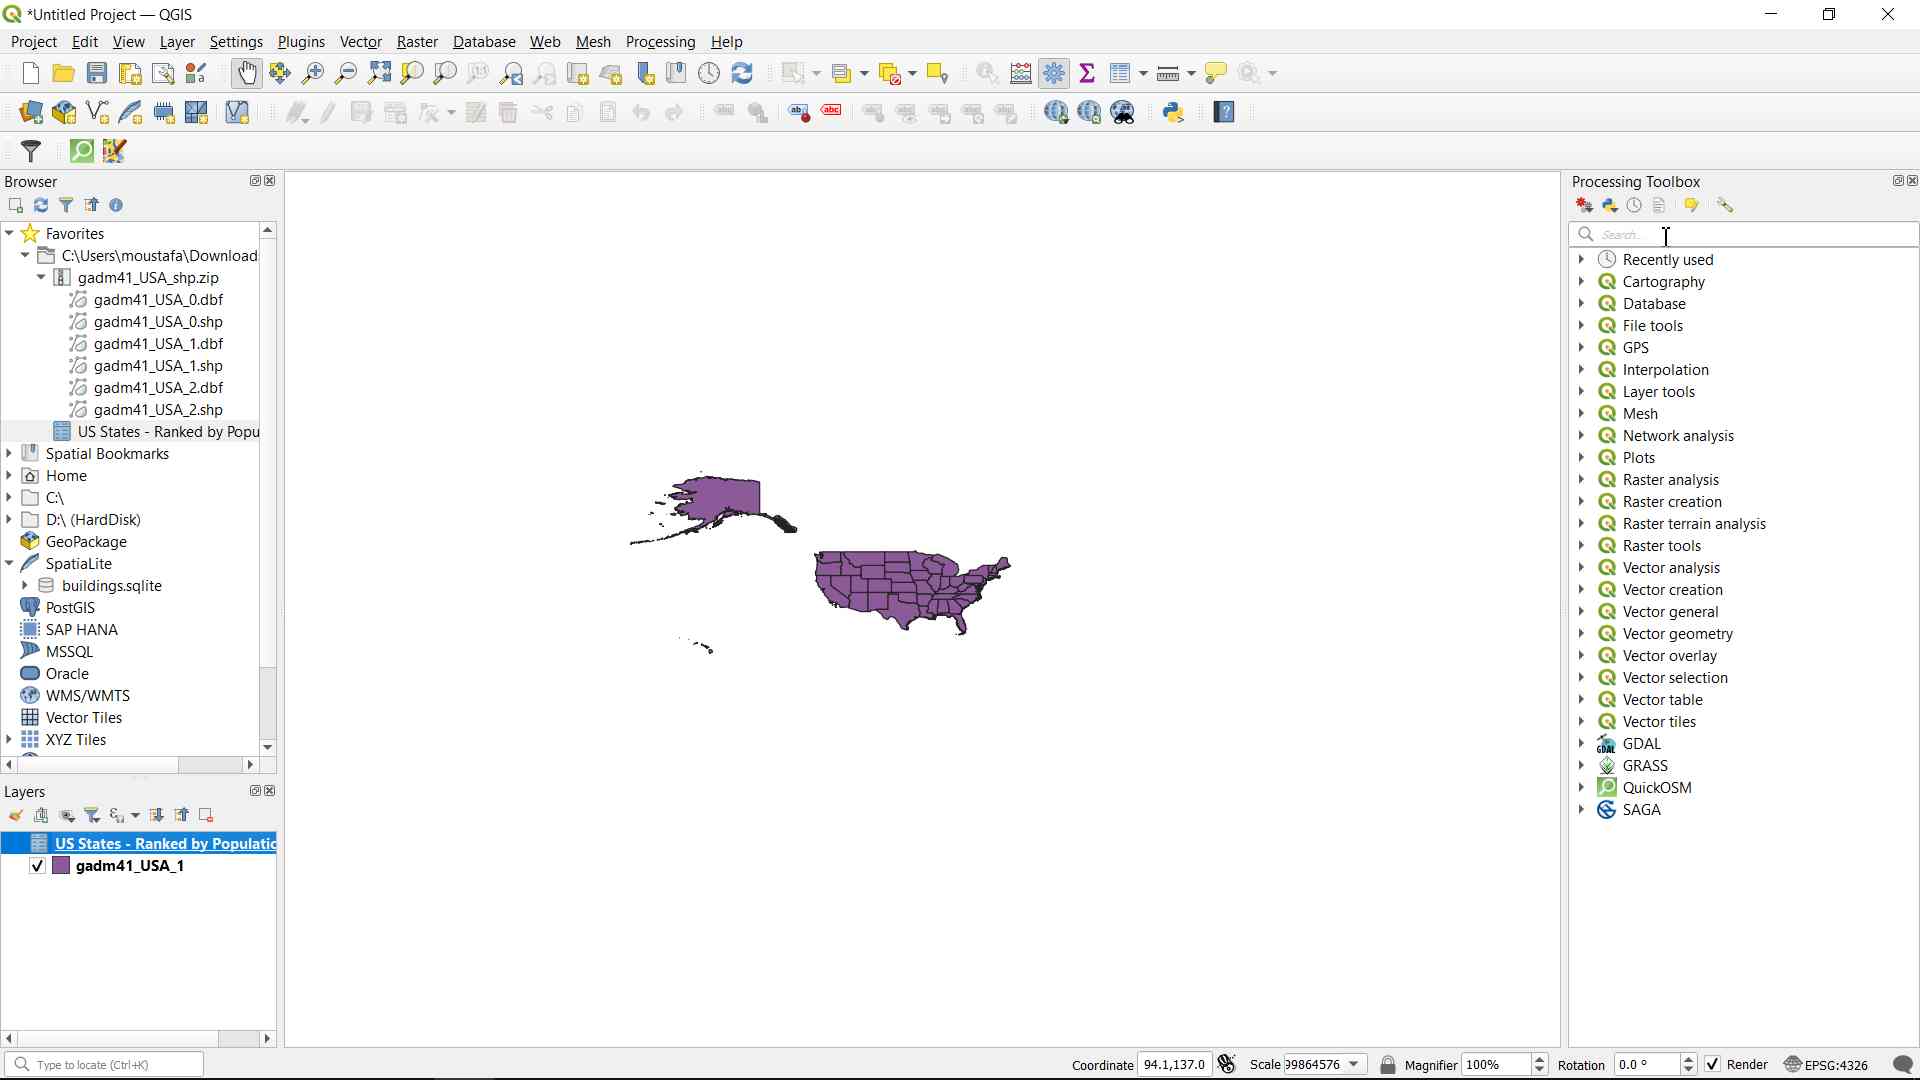 *Untitled Project — QGIS
Project Edit View Layer Settings Plugins Vector Raster Database Web Mesh Processing Help
Browser
Favorites
C:\Users\moustafa\Download
gadm41_USA_shp.zip
gadm41_USA_0.dbf
gadm41_USA_0.shp
gadm41_USA_1.dbf
gadm41_USA_1.shp
gadm41_USA_2.dbf
gadm41_USA_2.shp
US States - Ranked by Popu
Spatial Bookmarks
Home
C:\
D:\ (HardDisk)
GeoPackage
SpatiaLite
buildings.sqlite
PostGIS
SAP HANA
MSSQL
Oracle
WMS/WMTS
Vector Tiles
XYZ Tiles
Layers
US States - Ranked by Populatic
gadm41_USA_1
Processing Toolbox
Search...
Recently used
Cartography
Database
File tools
GPS
Interpolation
Layer tools
Mesh
Network analysis
Plots
Raster analysis
Raster creation
Raster terrain analysis
Raster tools
Vector analysis
Vector creation
Vector general
Vector geometry
Vector overlay
Vector selection
Vector table
Vector tiles
GDAL
GRASS
QuickOSM
SAGA
Type to locate (Ctrl+K) Coordinate 94.1,137.0 Scale 99864576 Magnifier 100% Rotation 0.0 ° Render EPSG:4326